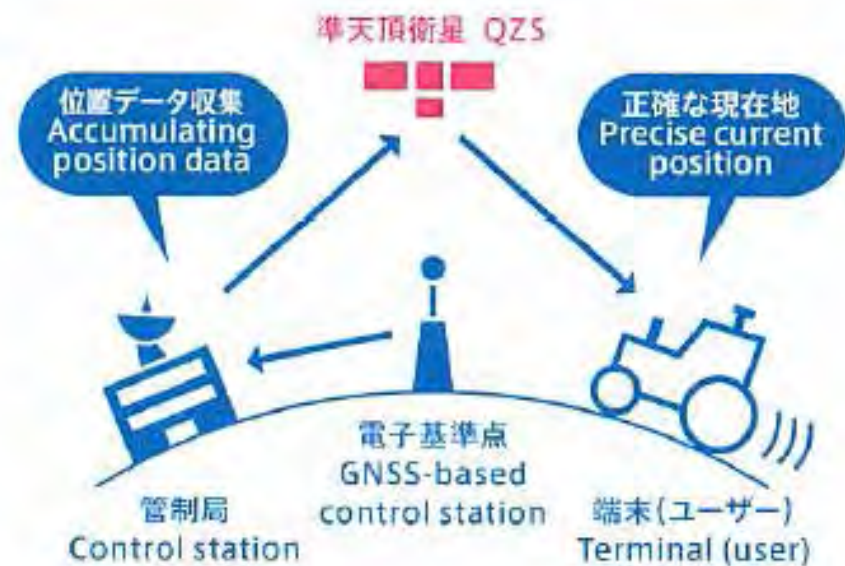 準天頂衛星 QZS
位置データ収集
Accumulating
position data
正確な現在地
Precise current
position
電子基準点
GNSS-based
control station
管制局
Control station
端末(ユーザー)
Terminal (user)